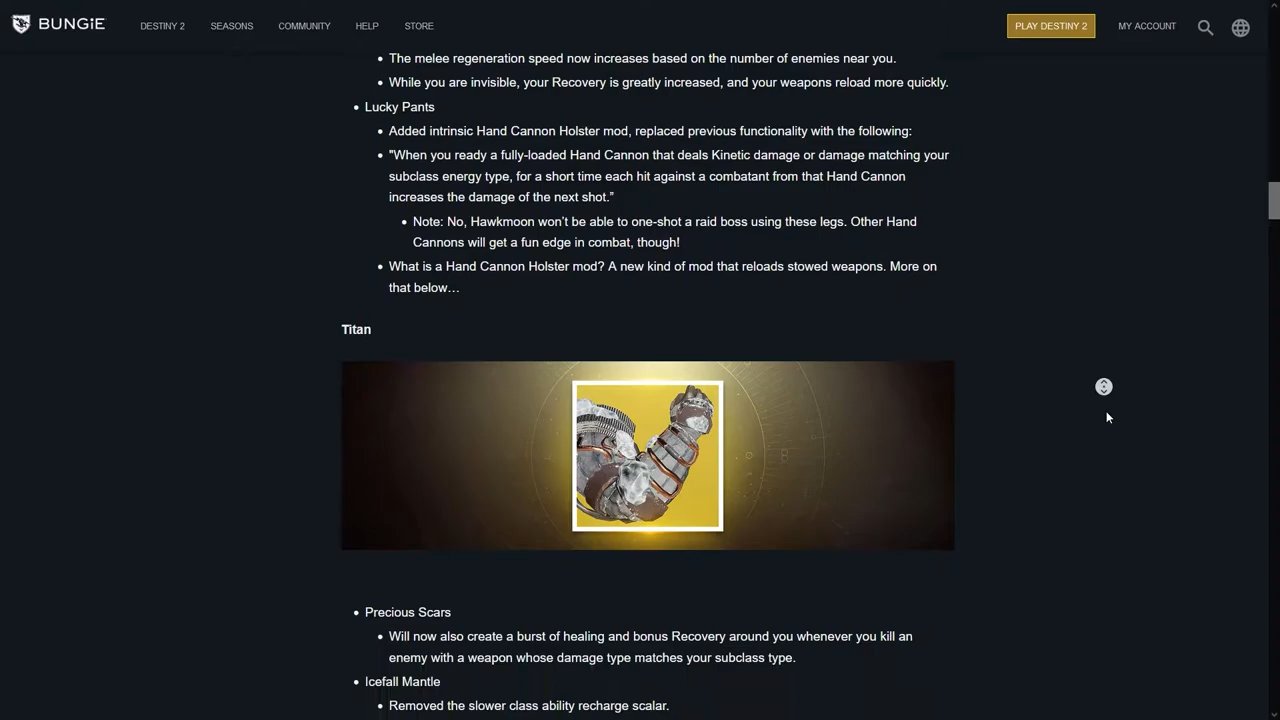 BUNGIE
DESTINY 2 SEASONS COMMUNITY HELP STORE PLAY DESTINY 2 MY ACCOUNT
• The melee regeneration speed now increases based on the number of enemies near you.
• While you are invisible, your Recovery is greatly increased, and your weapons reload more quickly.
• Lucky Pants
• Added intrinsic Hand Cannon Holster mod, replaced previous functionality with the following:
• "When you ready a fully-loaded Hand Cannon that deals Kinetic damage or damage matching your
subclass energy type, for a short time each hit against a combatant from that Hand Cannon
increases the damage of the next shot.”
• Note: No, Hawkmoon won’t be able to one-shot a raid boss using these legs. Other Hand
Cannons will get a fun edge in combat, though!
• What is a Hand Cannon Holster mod? A new kind of mod that reloads stowed weapons. More on
that below…
Titan
• Precious Scars
• Will now also create a burst of healing and bonus Recovery around you whenever you kill an
enemy with a weapon whose damage type matches your subclass type.
• Icefall Mantle
• Removed the slower class ability recharge scalar.